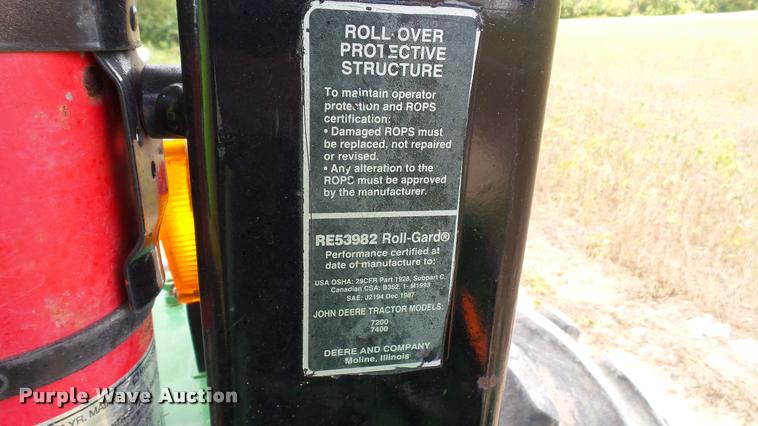 ROLL-OVER
PROTECTIVE
STRUCTURE
To maintain operator
protection and ROPS
certification:
• Damaged ROPS must
be replaced, not repaired
or revised.
• Any alteration to the
ROPS must be approved
by the manufacturer.
RE53982 Roll-Gard®
Performance certified at
date of manufacture to:
USA OSHA: 29CFR Part 1928, Subpart C.
Canadian CSA: B352. 1- M1993
SAE: J2194 Dec 1987
JOHN DEERE TRACTOR MODELS:
7200
7400
DEERE AND COMPANY
Moline, Illinois
YR. MA
Purple Wave Auction